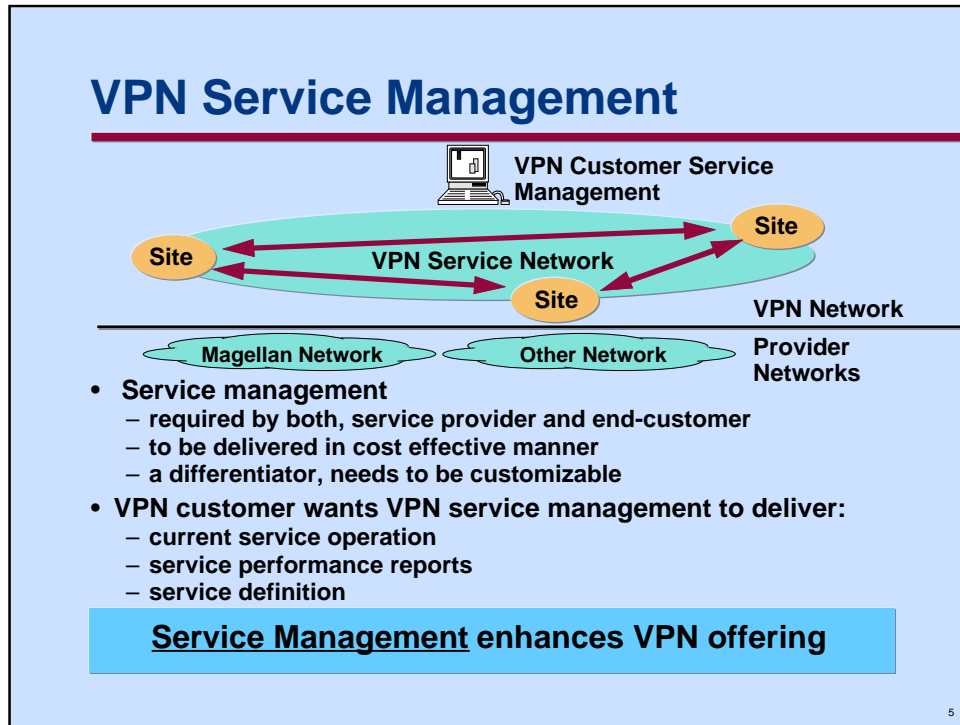 VPN Service Management
VPN Customer Service
Management
Site
Site
VPN Service Network
Site
VPN Network
Magellan Network
Other Network
Provider
Networks
• Service management
– required by both, service provider and end-customer
– to be delivered in cost effective manner
– a differentiator, needs to be customizable
• VPN customer wants VPN service management to deliver:
– current service operation
– service performance reports
– service definition
Service Management enhances VPN offering
5